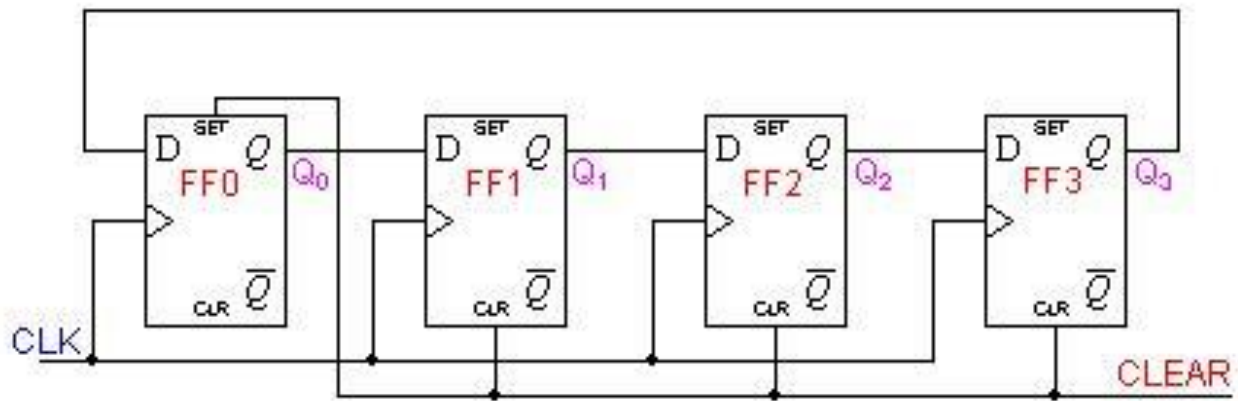 SET SET SET SET
D Q D Q D Q D Q
FF0 Q0 FF1 Q1 FF2 Q2 FF3 Q3
Q Q Q Q
CLR CLR CLR CLR
CLK
CLEAR